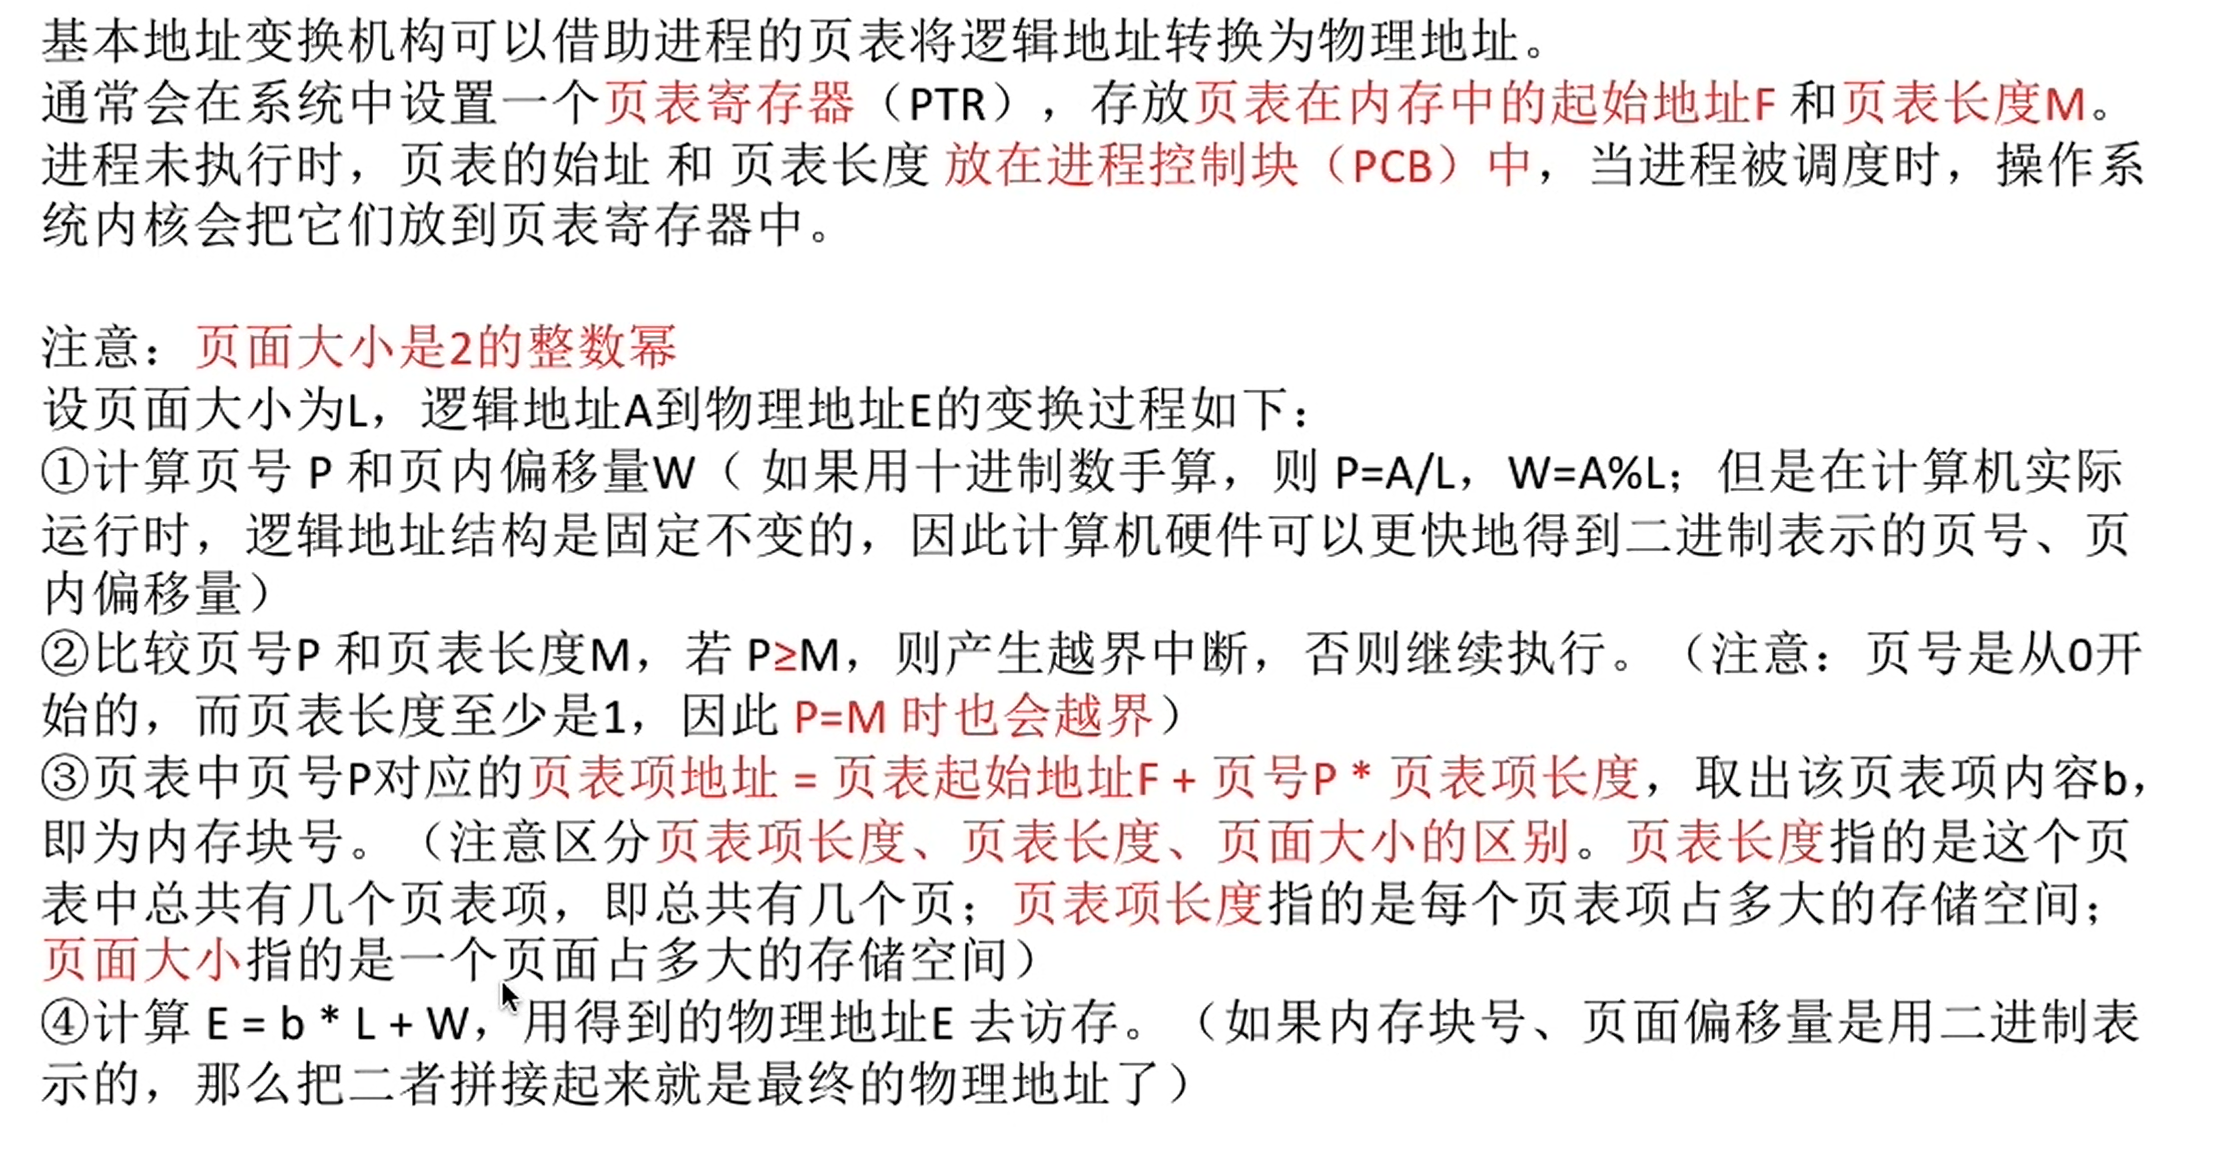 基本地址变换机构可以借助进程的页表将逻辑地址转换为物理地址。
通常会在系统中设置一个页表寄存器（PTR），存放页表在内存中的起始地址F 和页表长度M。
进程未执行时，页表的始址 和 页表长度 放在进程控制块（PCB）中，当进程被调度时，操作系
统内核会把它们放到页表寄存器中。
注意：页面大小是2的整数幂
设页面大小为L，逻辑地址A到物理地址E的变换过程如下：
①计算页号 P 和页内偏移量W（ 如果用十进制数手算，则 P=A/L，W=A%L；但是在计算机实际
运行时，逻辑地址结构是固定不变的，因此计算机硬件可以更快地得到二进制表示的页号、页
内偏移量）
②比较页号P 和页表长度M，若 P≥M，则产生越界中断，否则继续执行。（注意：页号是从0开
始的，而页表长度至少是1，因此 P=M 时也会越界）
③页表中页号P对应的页表项地址 = 页表起始地址F + 页号P * 页表项长度，取出该页表项内容b，
即为内存块号。（注意区分页表项长度、页表长度、页面大小的区别。页表长度指的是这个页
表中总共有几个页表项，即总共有几个页；页表项长度指的是每个页表项占多大的存储空间；
页面大小指的是一个页面占多大的存储空间）
④计算 E = b * L + W，用得到的物理地址E 去访存。（如果内存块号、页面偏移量是用二进制表
示的，那么把二者拼接起来就是最终的物理地址了）